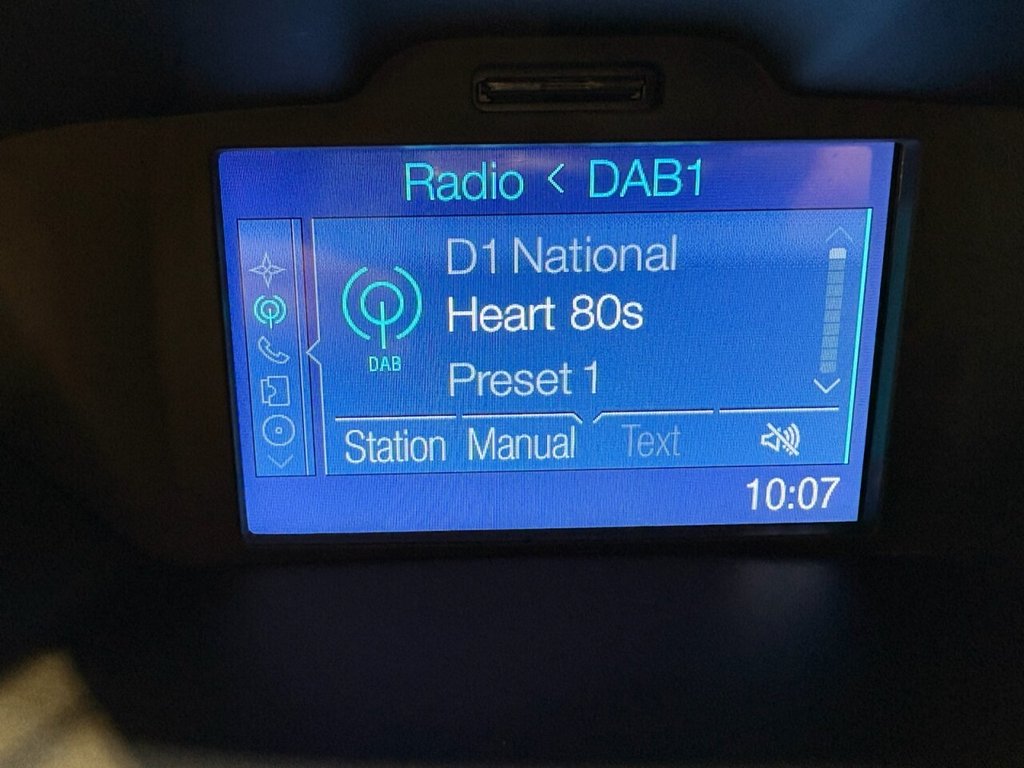 Radio < DAB1
D1 National
Heart 80s
DAB
Preset 1
Station Manual Text
10:07